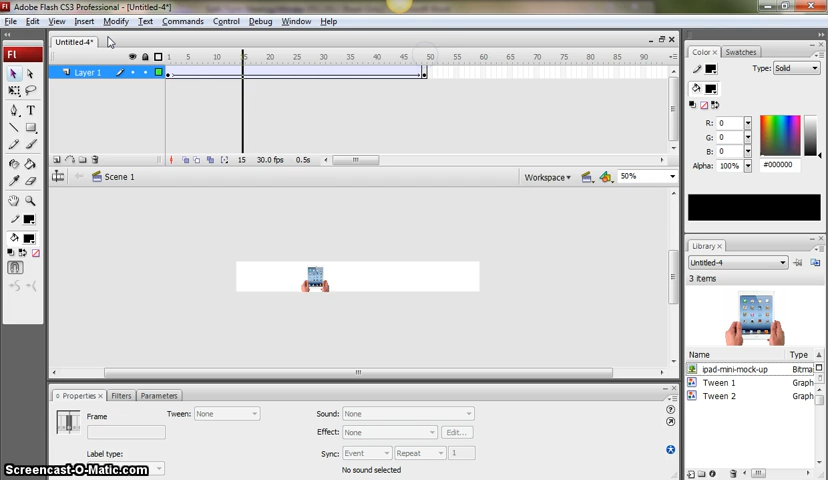 Adobe Flash CS3 Professional - [Untitled-4*]
File Edit View Insert Modify Text Commands Control Debug Window Help
Untitled-4*
1 5 10 15 20 25 30 35 40 45 50 55 60 65 70 75 80 85 90
Layer 1
15 30.0 fps 0.5s
Scene 1
Workspace
50%
Fl
Properties Filters Parameters
Frame
Tween: None
Sound: None
Effect: None Edit...
Label type:
Sync: Event Repeat 1
No sound selected
Color Swatches
Type: Solid
R: 0
G: 0
B: 0
Alpha: 100% #000000
Library
Untitled-4
3 items
Name Type
ipad-mini-mock-up Bitma
Tween 1 Graph
Tween 2 Graph
Screencast-O-Matic.com